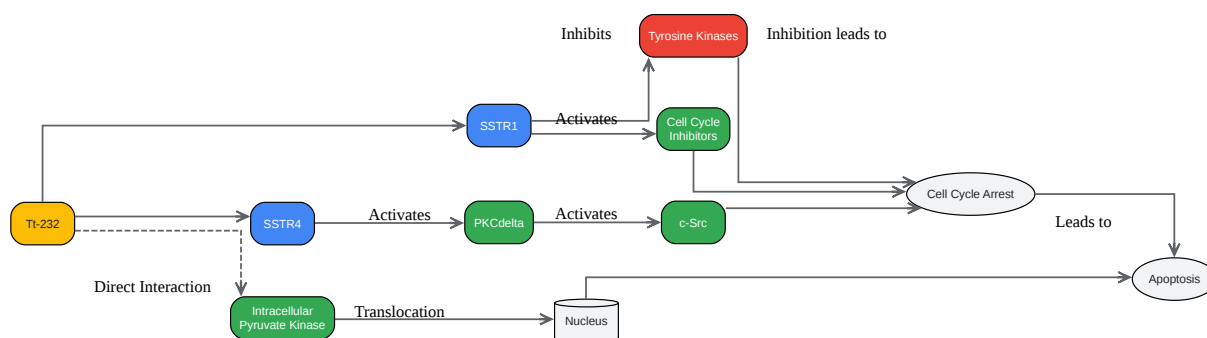 Inhibits
Tyrosine Kinases
Inhibition leads to
SSTR1
Activates
Cell Cycle
Inhibitors
Cell Cycle Arrest
Tt-232
SSTR4
Activates
PKCdelta
Activates
c-Src
Leads to
Direct Interaction
Apoptosis
Intracellular
Pyruvate Kinase
Translocation
Nucleus